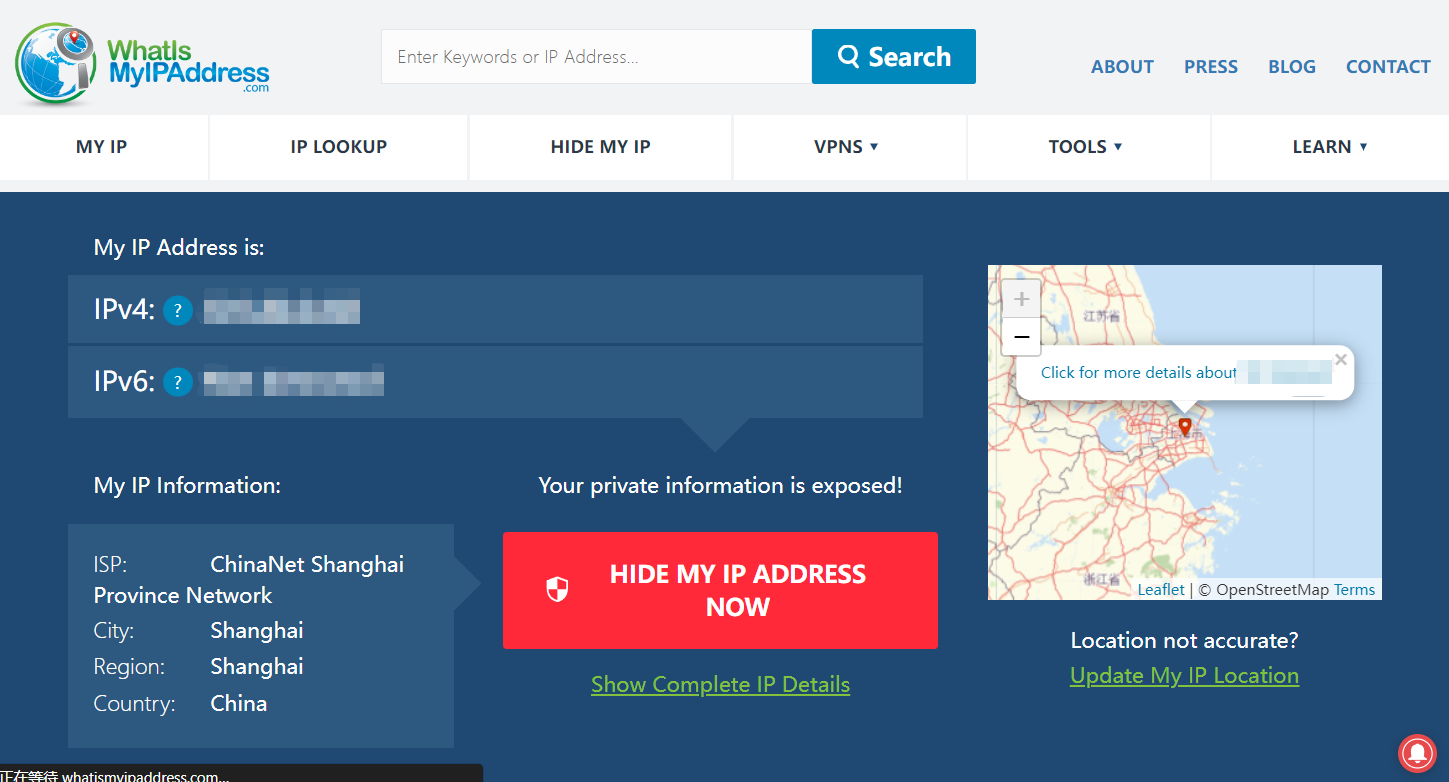 WhatIs
MyIPAddress
.com
Enter Keywords or IP Address...
Search
ABOUT PRESS BLOG CONTACT
MY IP IP LOOKUP HIDE MY IP VPNS ▼ TOOLS ▼ LEARN ▼
My IP Address is:
IPv4: ?
IPv6: ?
My IP Information:
ISP: ChinaNet Shanghai
Province Network
City: Shanghai
Region: Shanghai
Country: China
Your private information is exposed!
HIDE MY IP ADDRESS
NOW
Show Complete IP Details
+
−
江苏省
Click for more details about
×
浙江省
Leaflet | © OpenStreetMap Terms
Location not accurate?
Update My IP Location
正在等待 whatismyipaddress.com...